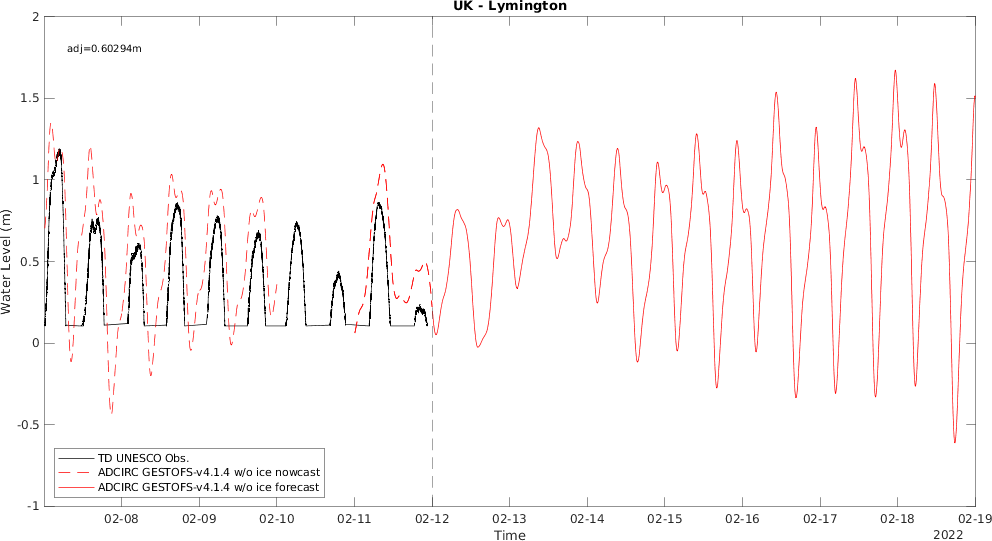 UK - Lymington
adj=0.60294m
Water Level (m)
2
1.5
1
0.5
0
-0.5
-1
TD UNESCO Obs.
ADCIRC GESTOFS-v4.1.4 w/o ice nowcast
ADCIRC GESTOFS-v4.1.4 w/o ice forecast
02-08 02-09 02-10 02-11 02-12 02-13 02-14 02-15 02-16 02-17 02-18 02-19
Time
2022